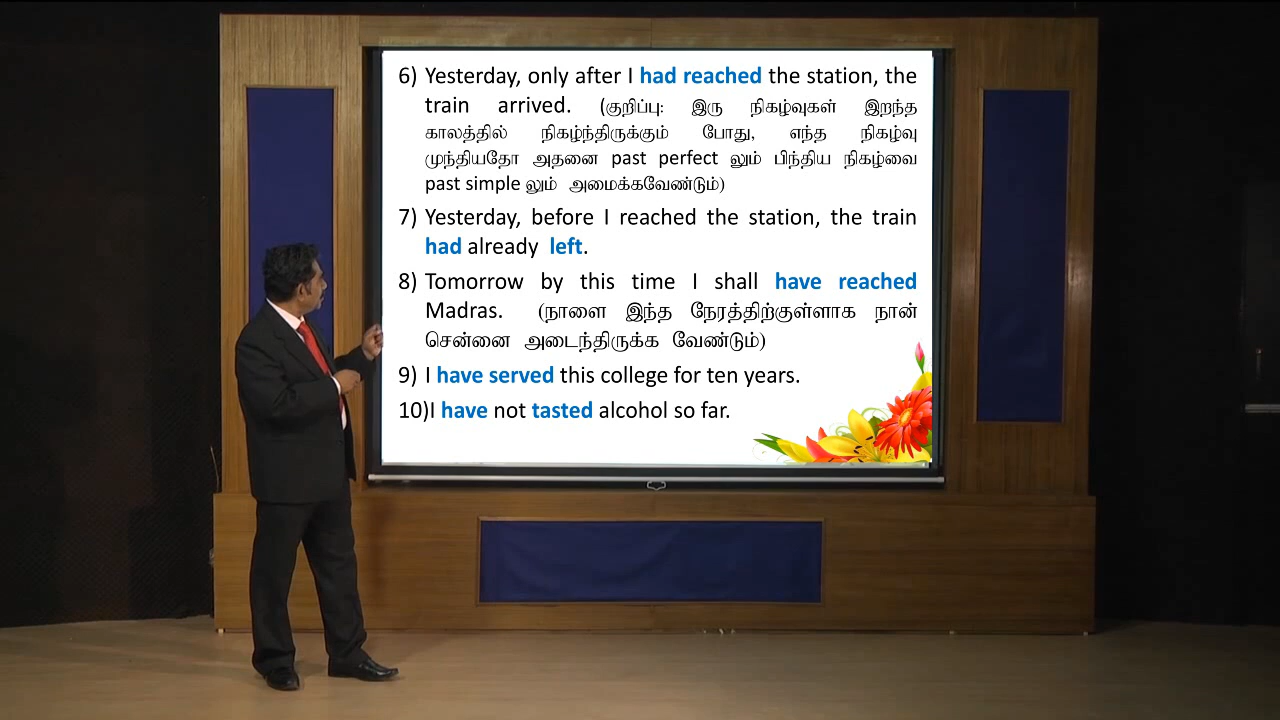 6) Yesterday, only after I had reached the station, the
train arrived. (குறிப்பு: இரு நிகழ்வுகள் இறந்த
காலத்தில் நிகழ்ந்திருக்கும் போது, எந்த நிகழ்வு
முந்தியதோ அதனை past perfect லும் பிந்திய நிகழ்வை
past simple லும் அமைக்கவேண்டும்)
7) Yesterday, before I reached the station, the train
had already left.
8) Tomorrow by this time I shall have reached
Madras. (நாளை இந்த நேரத்திற்குள்ளாக நான்
சென்னை அடைந்திருக்க வேண்டும்)
9) I have served this college for ten years.
10)I have not tasted alcohol so far.